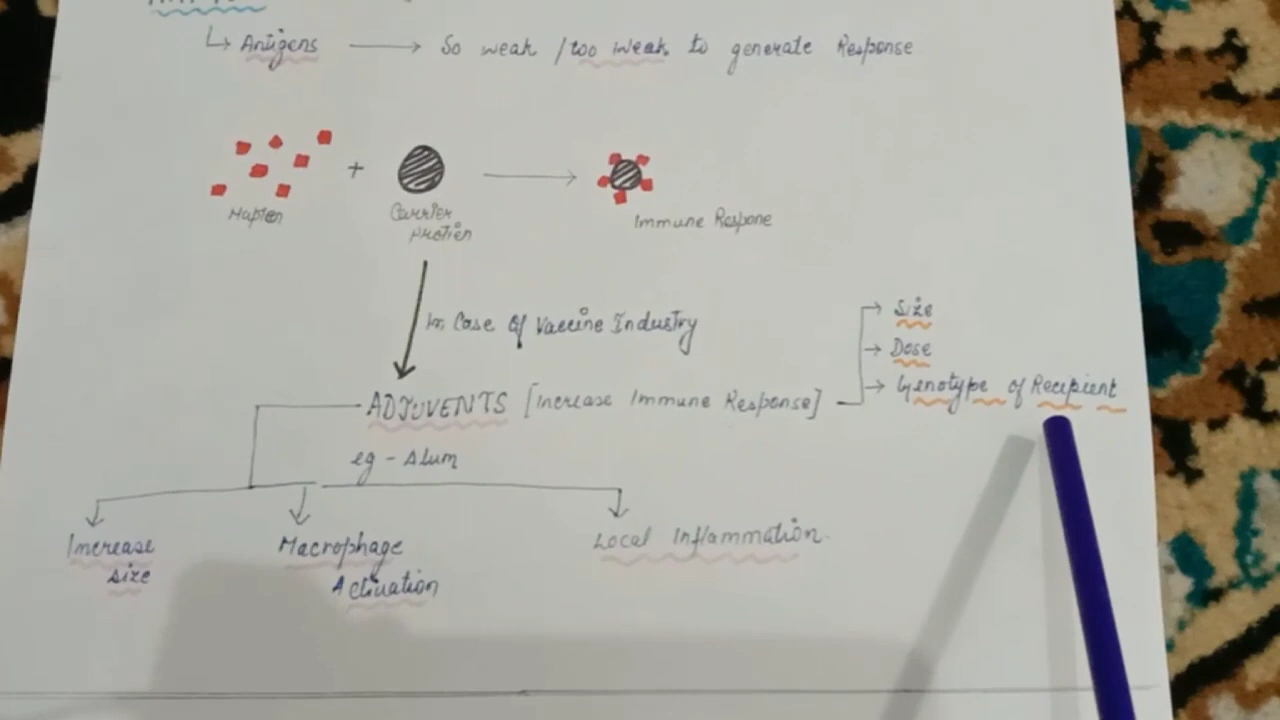 ↳ Antigens → So weak / too weak to generate Response
+
Hapten
Carrier
protien
Immune Respone
In Case Of Vaccine Industry
Size
Dose
Genotype of Recipient
ADJUVENTS [Increase Immune Response]
eg - Alum
Increase
size
Macrophage
Activation
Local Inflammation.